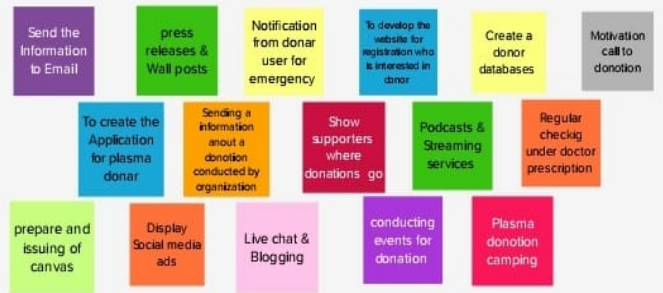 Send the
Information
to Email
press
releases &
Wall posts
Notification
from donar
user for
emergency
To develop the
website for
registration who
is interested in
donor
Create a
donor
databases
Motivation
call to
donotion
To create the
Application
for plasma
donar
Sending a
information
anout a
donotion
conducted by
organization
Show
supporters
where
donations go
Podcasts &
Streaming
services
Regular
checkig
under doctor
prescription
prepare and
issuing of
canvas
Display
Social media
ads
Live chat &
Blogging
conducting
events for
donation
Plasma
donotion
camping